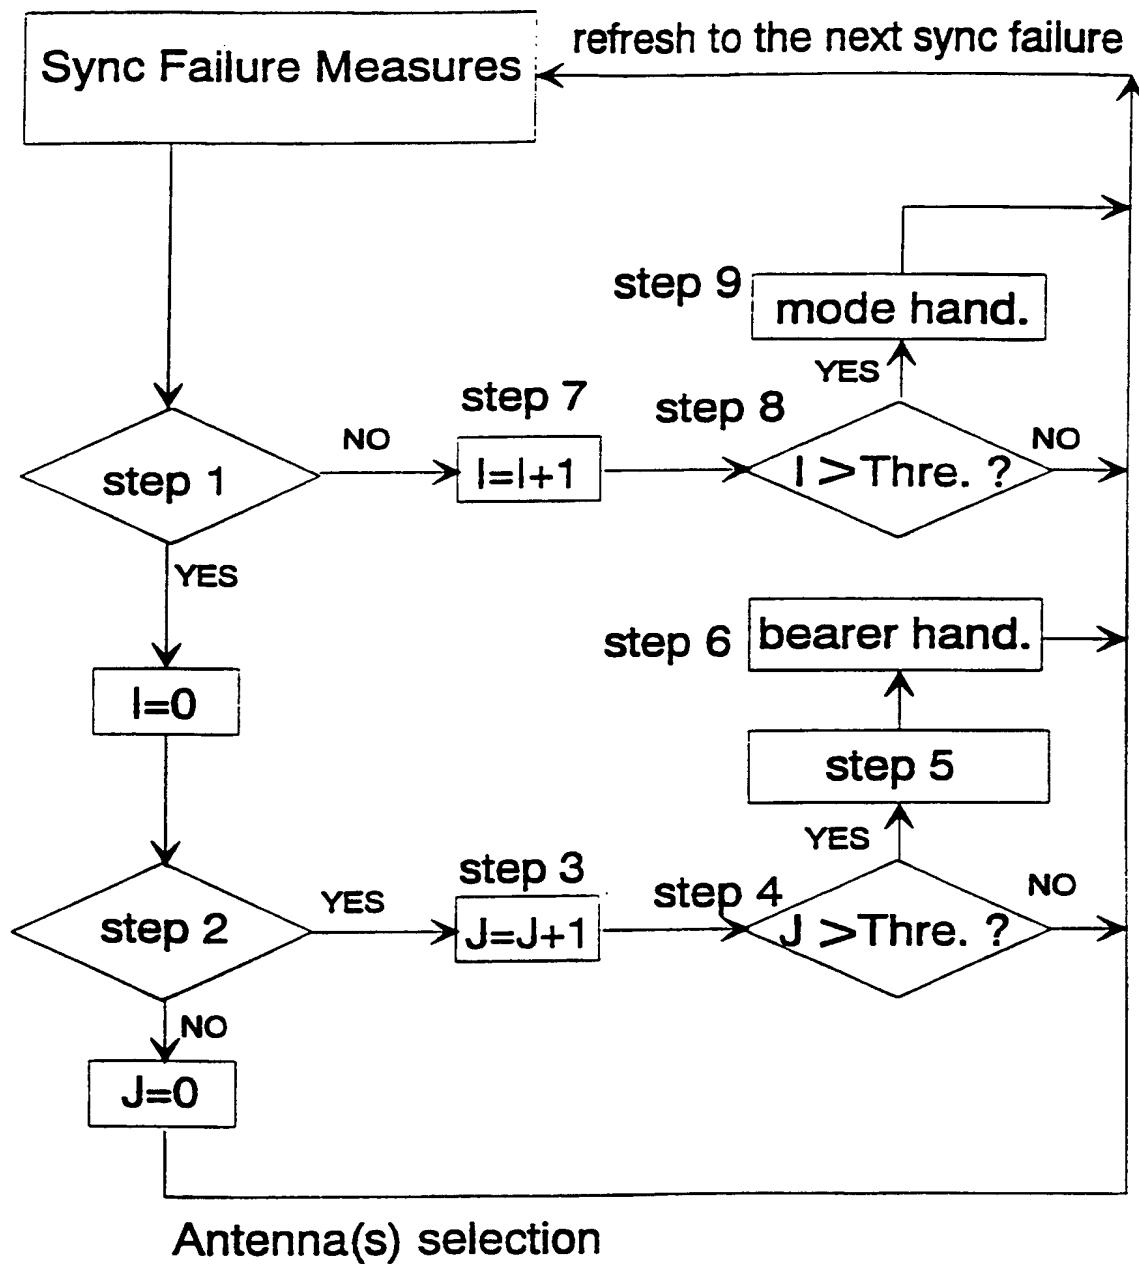 refresh to the next sync failure
Sync Failure Measures
step 9
mode hand.
YES
step 7
step 8
NO
NO
step 1
I=I+1
I >Thre. ?
YES
step 6
bearer hand.
I=0
step 5
YES
step 3
step 4
NO
YES
step 2
J=J+1
J >Thre. ?
NO
J=0
Antenna(s) selection